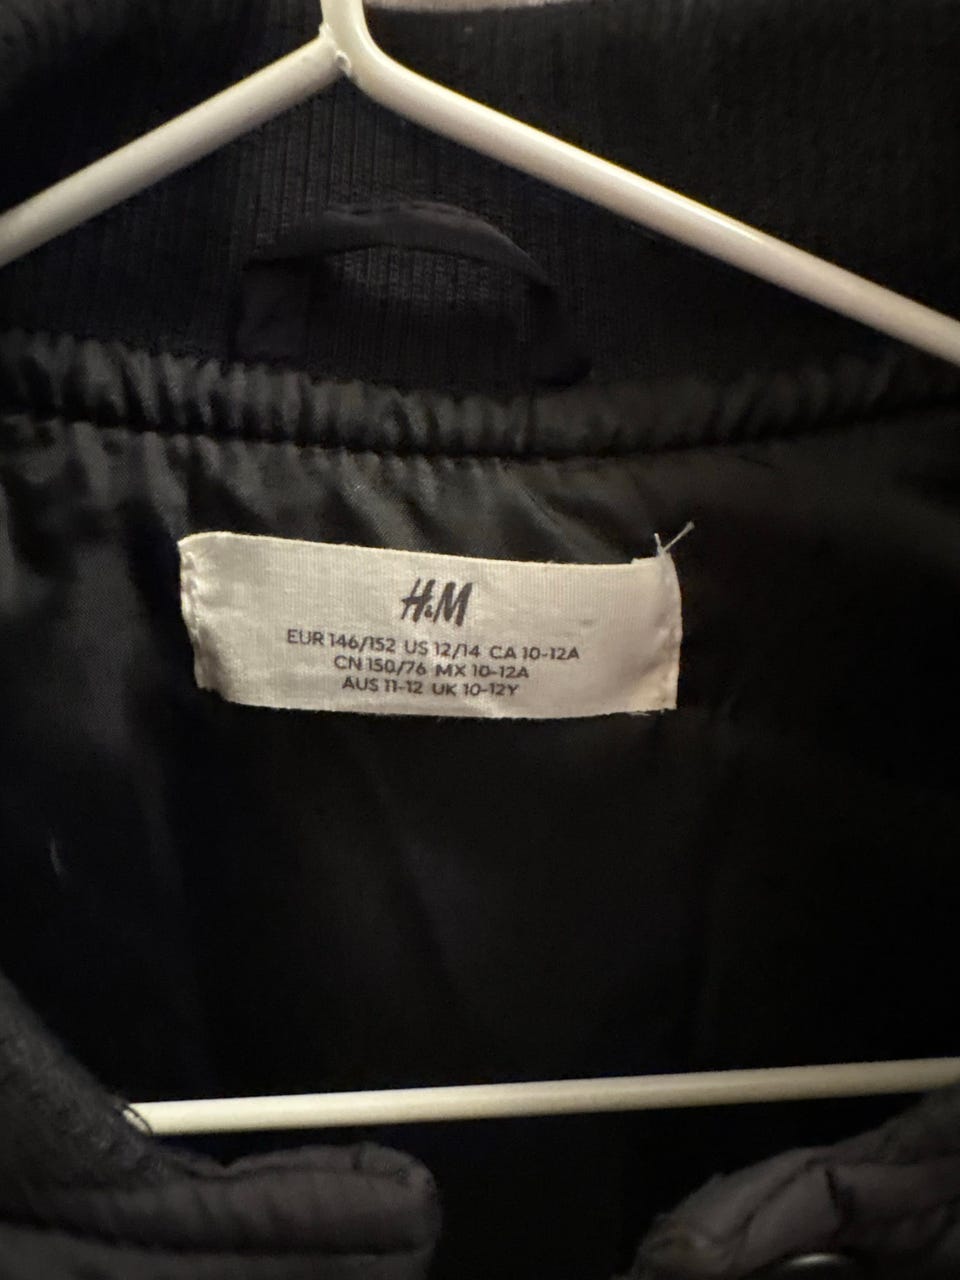 H&M
EUR 146/152 US 12/14 CA 10-12A
CN 150/76 MX 10-12A
AUS 11-12 UK 10-12Y